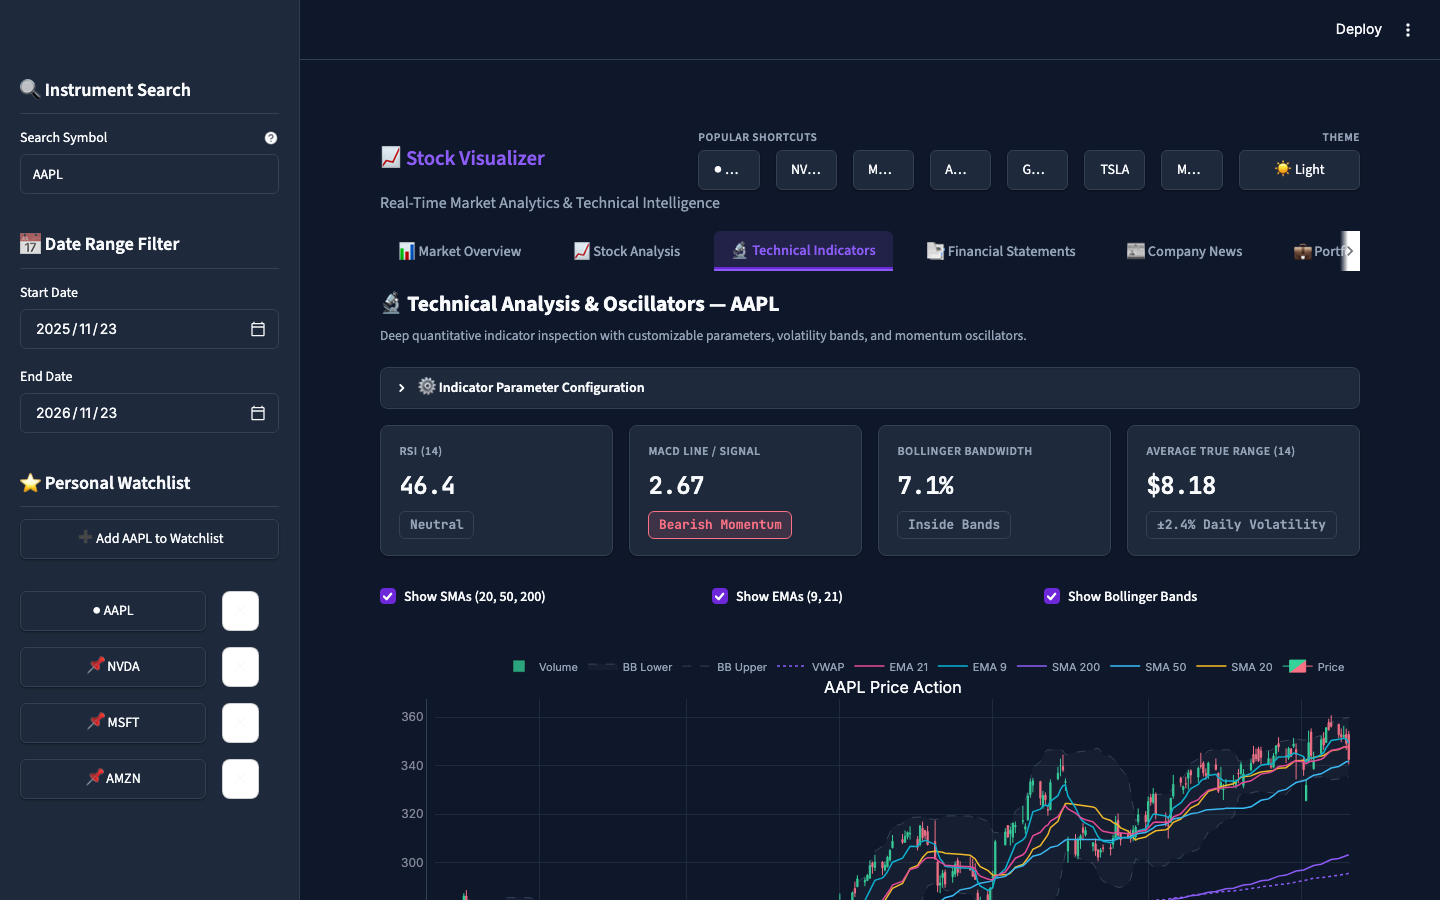 Deploy
Instrument Search
Search Symbol
AAPL
Date Range Filter
Start Date
2025/11/23
End Date
2026/11/23
Personal Watchlist
Add AAPL to Watchlist
AAPL
NVDA
MSFT
AMZN
Stock Visualizer
Real-Time Market Analytics & Technical Intelligence
POPULAR SHORTCUTS
THEME
...
NV...
M...
A...
G...
TSLA
M...
Light
Market Overview
Stock Analysis
Technical Indicators
Financial Statements
Company News
Portf
Technical Analysis & Oscillators — AAPL
Deep quantitative indicator inspection with customizable parameters, volatility bands, and momentum oscillators.
Indicator Parameter Configuration
RSI (14)
46.4
Neutral
MACD LINE / SIGNAL
2.67
Bearish Momentum
BOLLINGER BANDWIDTH
7.1%
Inside Bands
AVERAGE TRUE RANGE (14)
$8.18
±2.4% Daily Volatility
Show SMAs (20, 50, 200)
Show EMAs (9, 21)
Show Bollinger Bands
Volume
BB Lower
BB Upper
VWAP
EMA 21
EMA 9
SMA 200
SMA 50
SMA 20
Price
AAPL Price Action
360
340
320
300